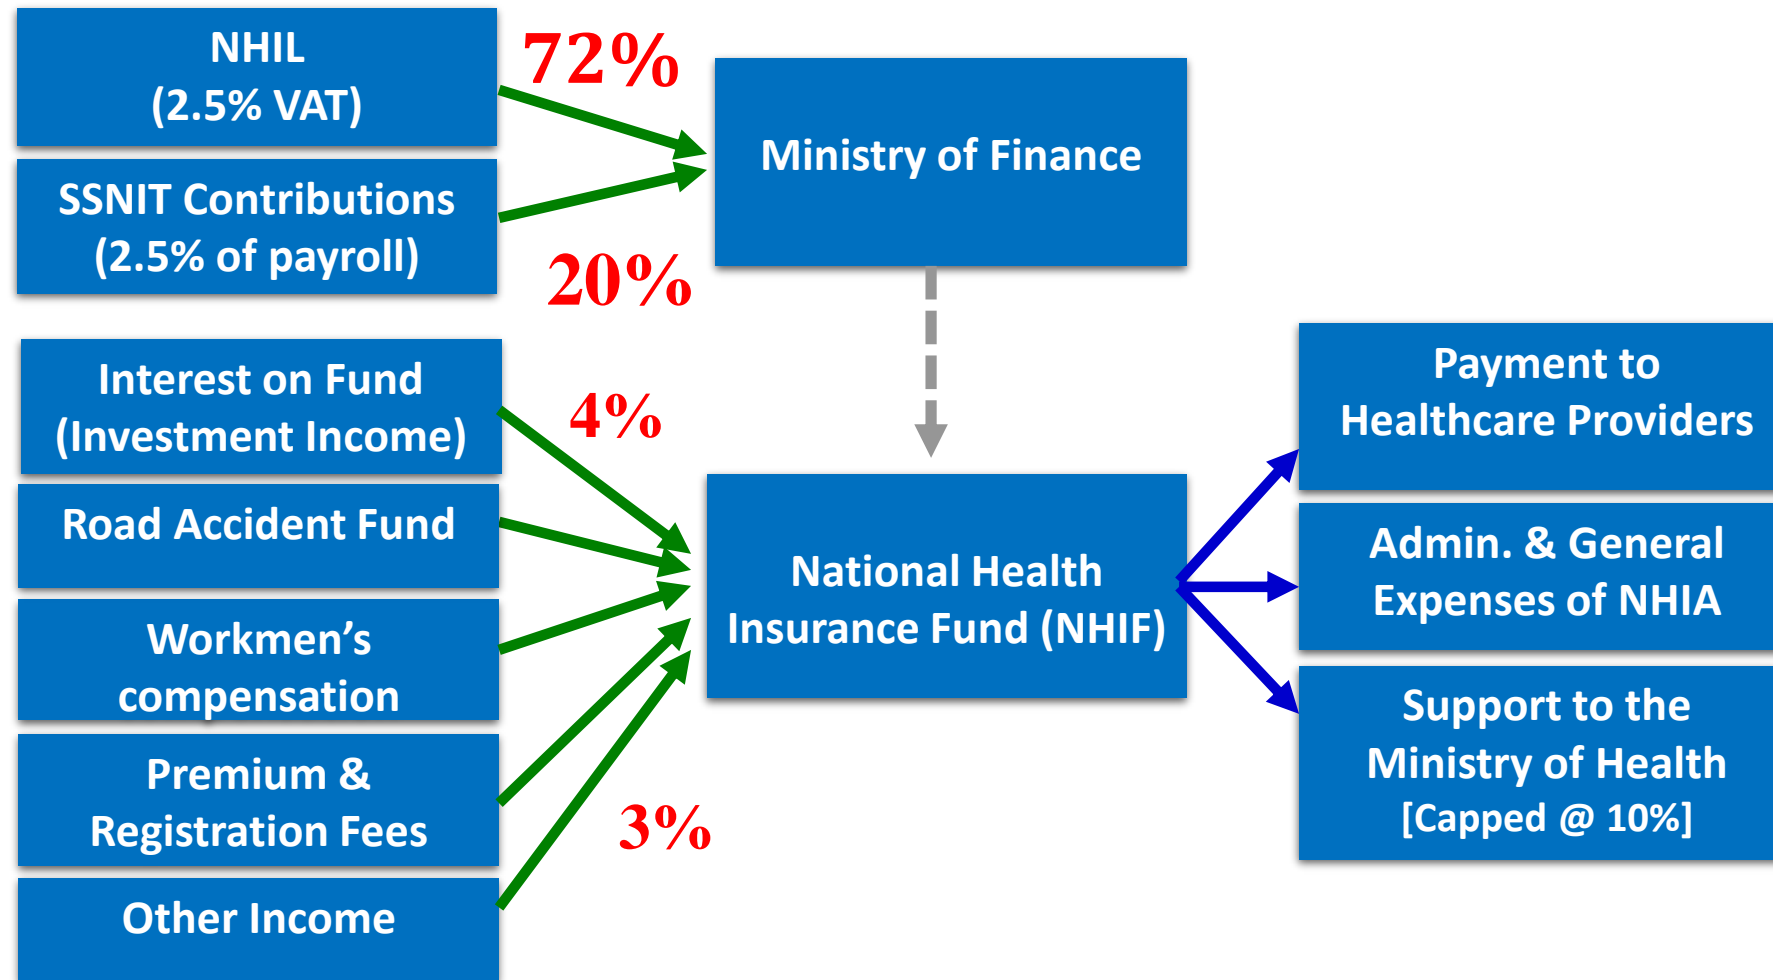 NHIL
(2.5% VAT)
72%
SSNIT Contributions
(2.5% of payroll)
20%
Ministry of Finance
Interest on Fund
(Investment Income)
4%
Road Accident Fund
Workmen’s
compensation
Premium &
Registration Fees
3%
Other Income
National Health
Insurance Fund (NHIF)
Payment to
Healthcare Providers
Admin. & General
Expenses of NHIA
Support to the
Ministry of Health
[Capped @ 10%]